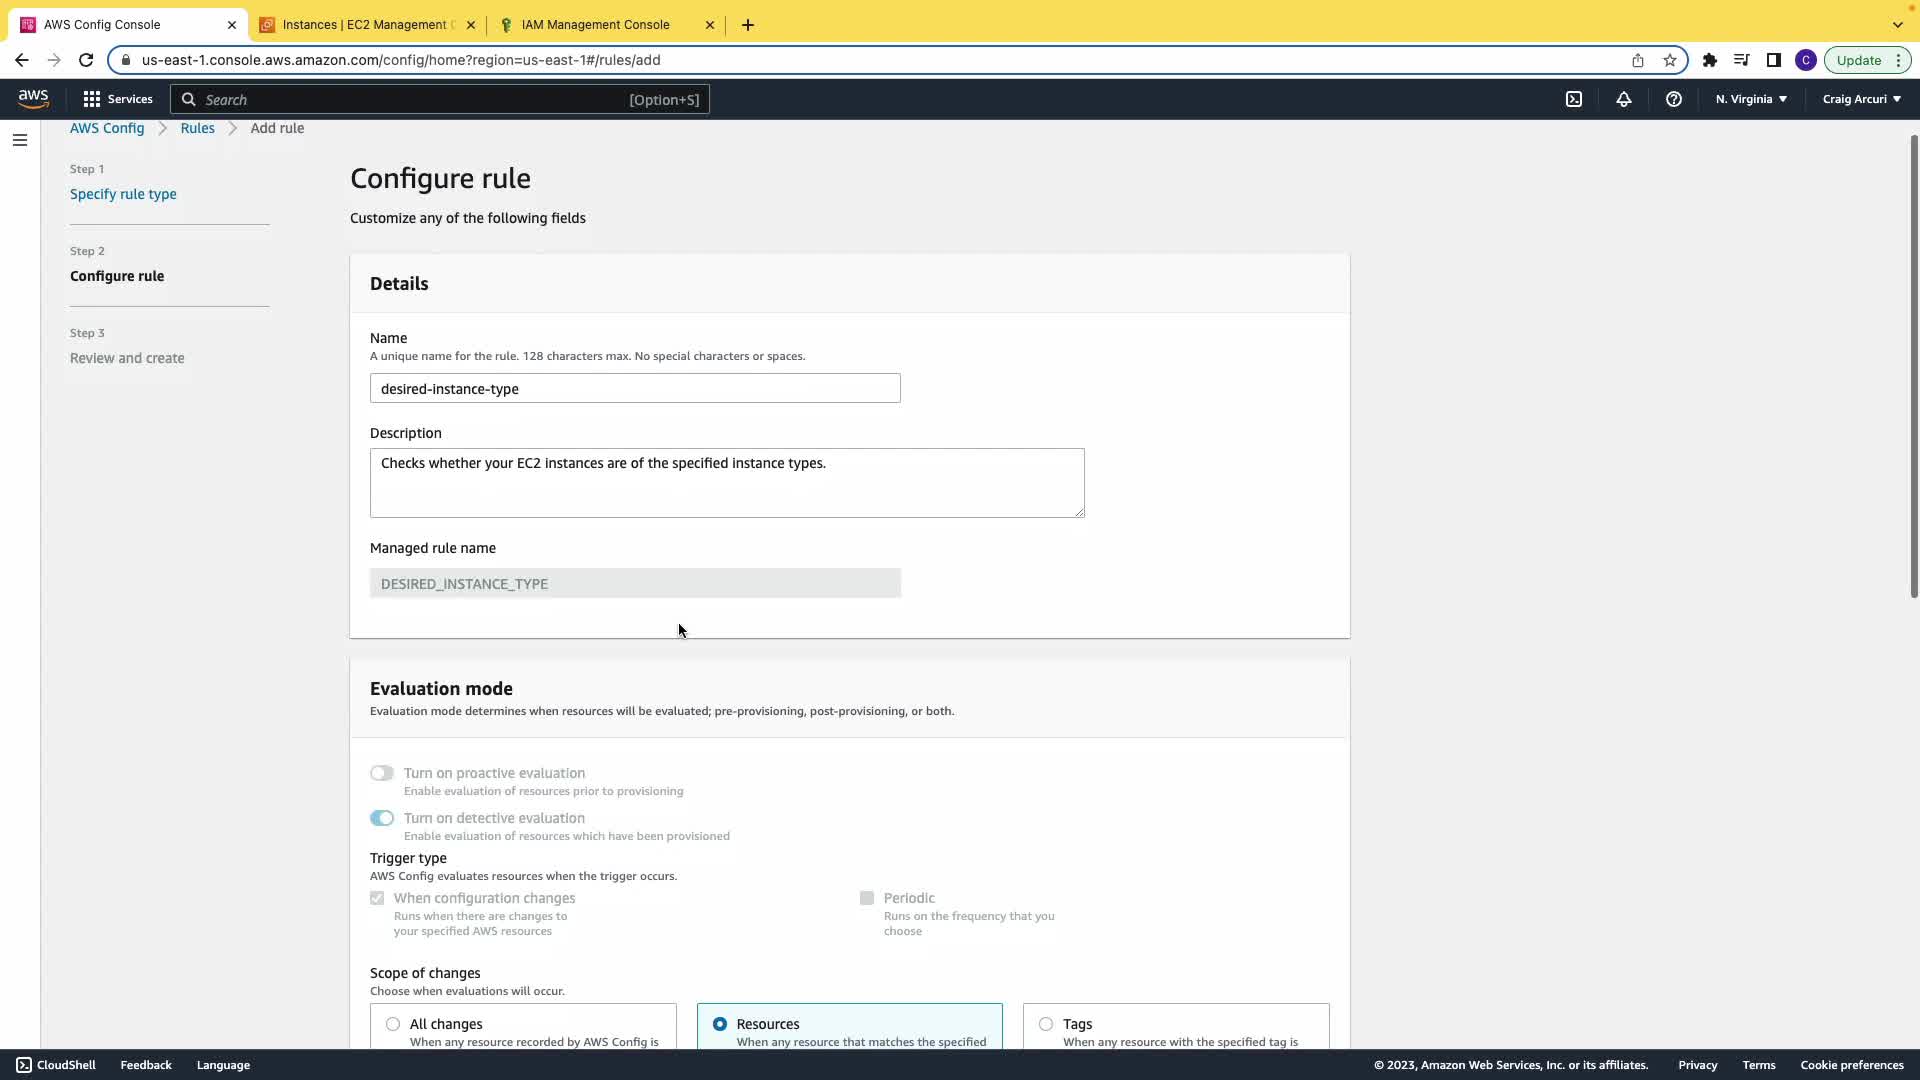 AWS Config Console
Instances | EC2 Management C
IAM Management Console
us-east-1.console.aws.amazon.com/config/home?region=us-east-1#/rules/add
C
Update
aws
Services
Search
[Option+S]
N. Virginia
Craig Arcuri
AWS Config
Rules
Add rule
Step 1
Specify rule type
Step 2
Configure rule
Step 3
Review and create
Configure rule
Customize any of the following fields
Details
Name
A unique name for the rule. 128 characters max. No special characters or spaces.
desired-instance-type
Description
Checks whether your EC2 instances are of the specified instance types.
Managed rule name
DESIRED_INSTANCE_TYPE
Evaluation mode
Evaluation mode determines when resources will be evaluated; pre-provisioning, post-provisioning, or both.
Turn on proactive evaluation
Enable evaluation of resources prior to provisioning
Turn on detective evaluation
Enable evaluation of resources which have been provisioned
Trigger type
AWS Config evaluates resources when the trigger occurs.
When configuration changes
Runs when there are changes to
your specified AWS resources
Periodic
Runs on the frequency that you
choose
Scope of changes
Choose when evaluations will occur.
All changes
When any resource recorded by AWS Config is
Resources
When any resource that matches the specified
Tags
When any resource with the specified tag is
CloudShell
Feedback
Language
© 2023, Amazon Web Services, Inc. or its affiliates.
Privacy
Terms
Cookie preferences